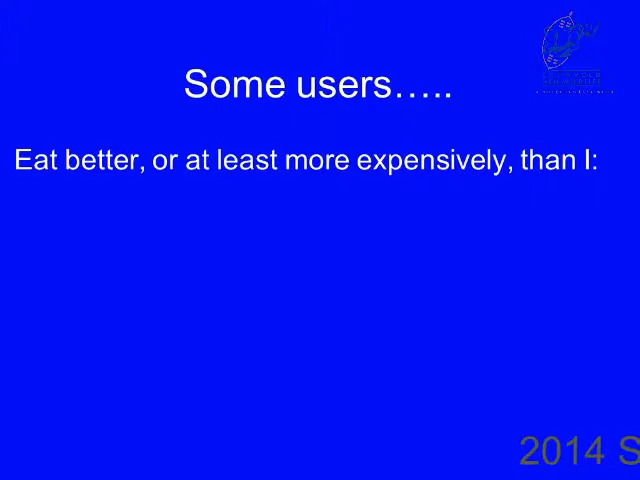 Some users…..
Eat better, or at least more expensively, than I:
2014 S